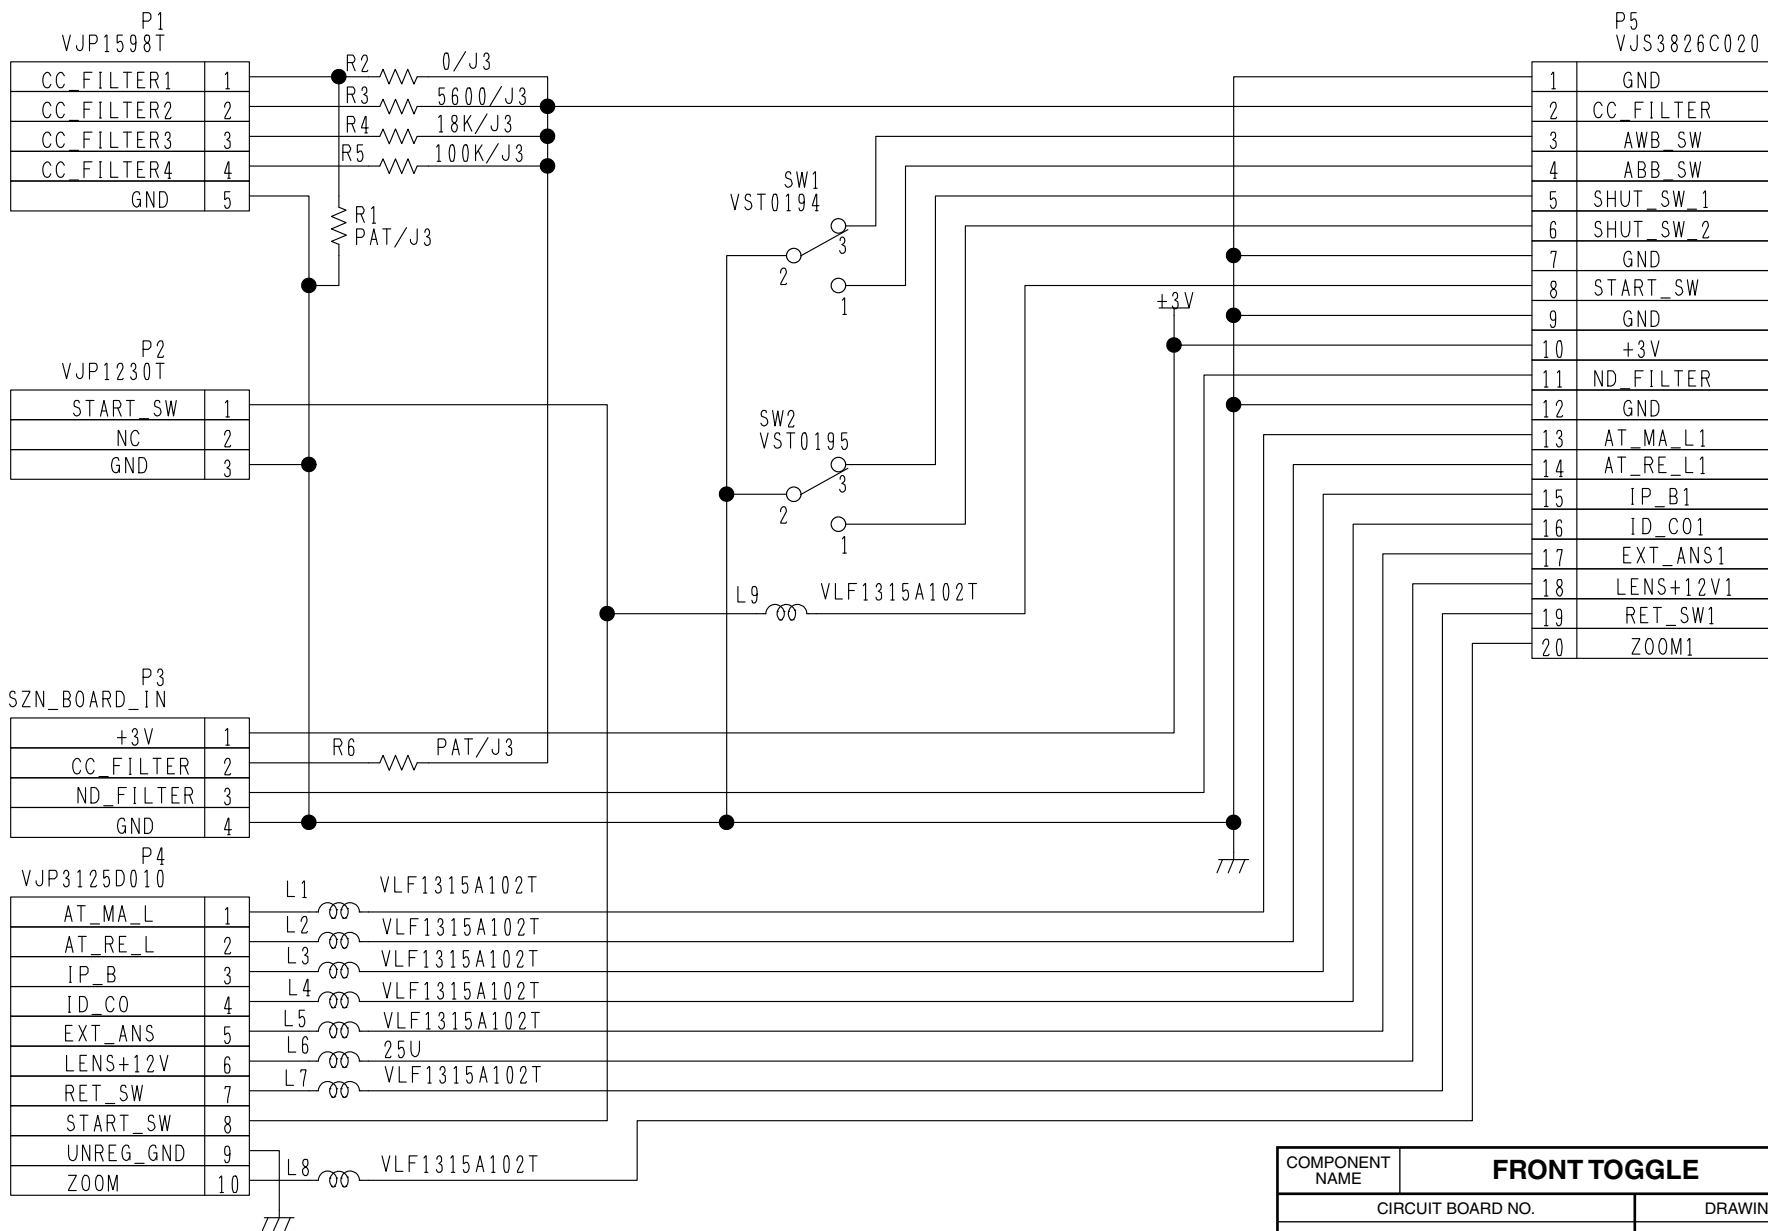 P1
VJP1598T
CC_FILTER1 1
CC_FILTER2 2
CC_FILTER3 3
CC_FILTER4 4
GND 5
R2 0/J3
R3 5600/J3
R4 18K/J3
R5 100K/J3
R1
PAT/J3
P2
VJP1230T
START_SW 1
NC 2
GND 3
SW1
VST0194
3
2
1
SW2
VST0195
3
2
1
+3V
L9 VLF1315A102T
P3
SZN_BOARD_IN
+3V 1
CC_FILTER 2
ND_FILTER 3
GND 4
R6 PAT/J3
P4
VJP3125D010
AT_MA_L 1
AT_RE_L 2
IP_B 3
ID_CO 4
EXT_ANS 5
LENS+12V 6
RET_SW 7
START_SW 8
UNREG_GND 9
ZOOM 10
L1 VLF1315A102T
L2 VLF1315A102T
L3 VLF1315A102T
L4 VLF1315A102T
L5 VLF1315A102T
L6 25U
L7 VLF1315A102T
L8 VLF1315A102T
P5
VJS3826C020
1 GND
2 CC_FILTER
3 AWB_SW
4 ABB_SW
5 SHUT_SW_1
6 SHUT_SW_2
7 GND
8 START_SW
9 GND
10 +3V
11 ND_FILTER
12 GND
13 AT_MA_L1
14 AT_RE_L1
15 IP_B1
16 ID_CO1
17 EXT_ANS1
18 LENS+12V1
19 RET_SW1
20 ZOOM1
COMPONENT
NAME
FRONT TOGGLE
CIRCUIT BOARD NO.
DRAWIN